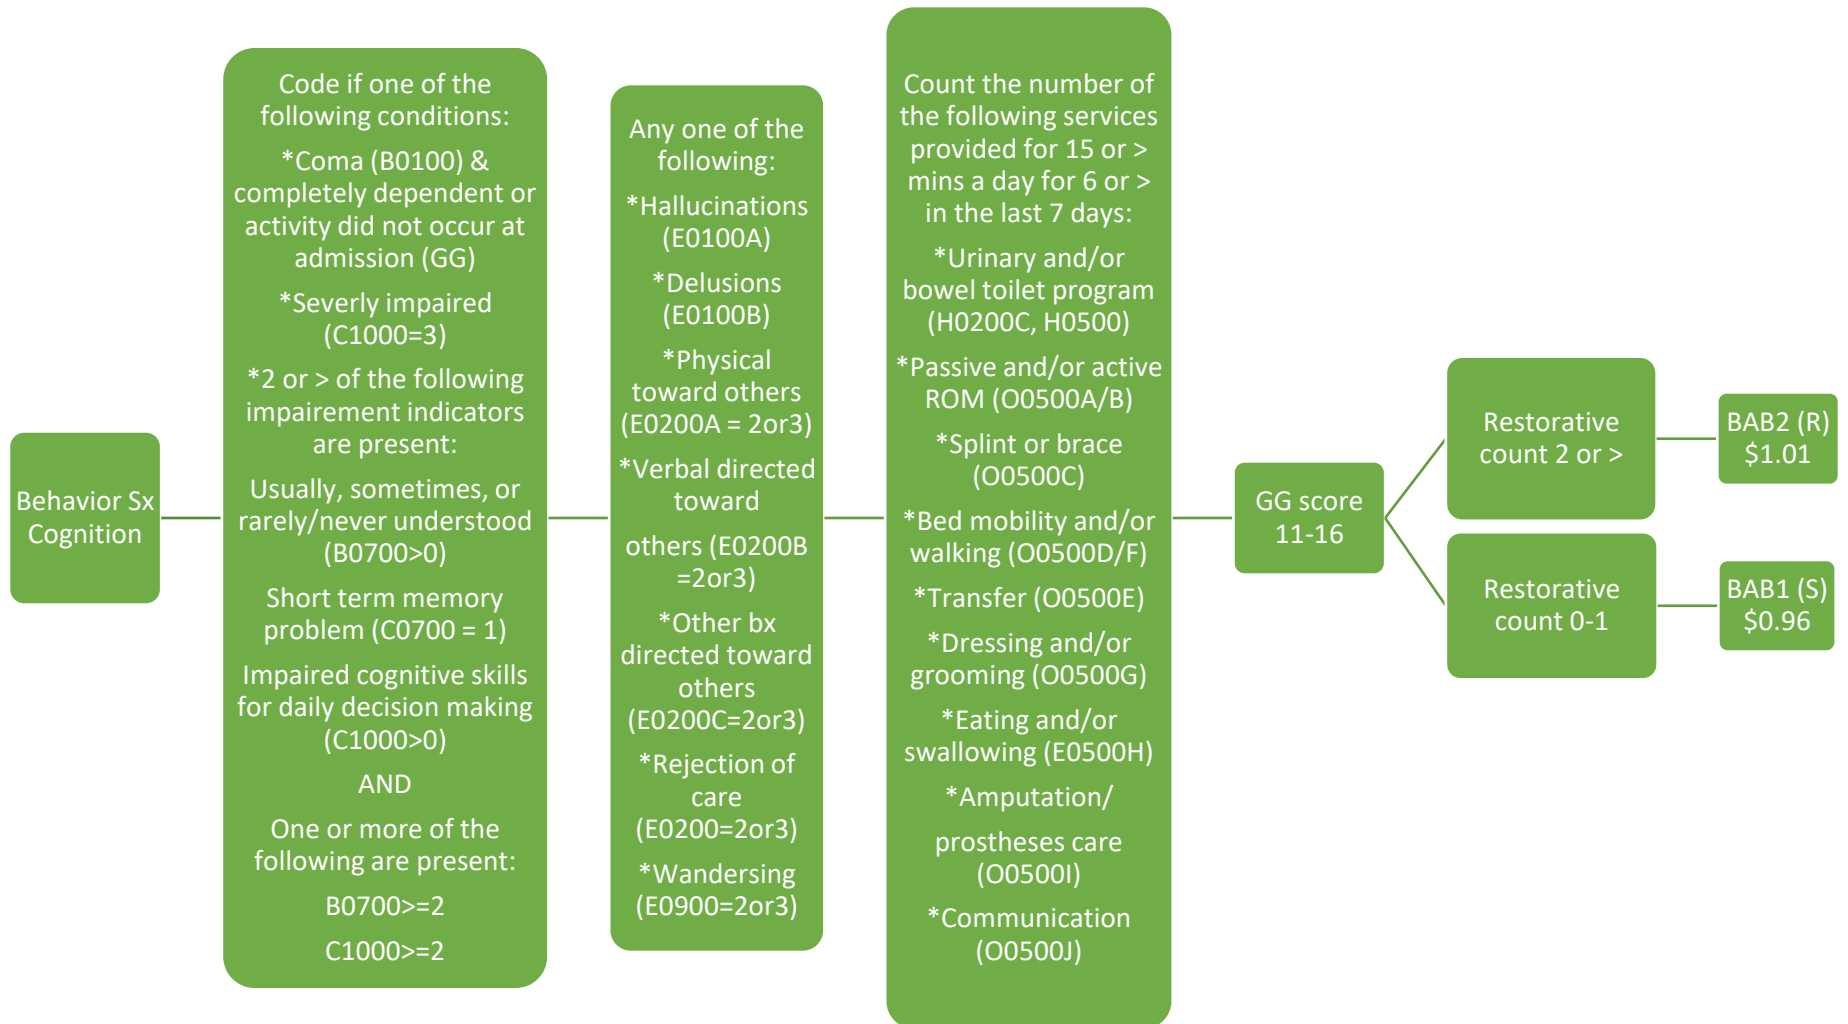 Behavior Sx
Cognition
Code if one of the
following conditions:
*Coma (B0100) &
completely dependent or
activity did not occur at
admission (GG)
*Severly impaired
(C1000=3)
*2 or > of the following
impairement indicators
are present:
Usually, sometimes, or
rarely/never understood
(B0700>0)
Short term memory
problem (C0700 = 1)
Impaired cognitive skills
for daily decision making
(C1000>0)
AND
One or more of the
following are present:
B0700>=2
C1000>=2
Any one of the
following:
*Hallucinations
(E0100A)
*Delusions
(E0100B)
*Physical
toward others
(E0200A = 2or3)
*Verbal directed
toward
others (E0200B
=2or3)
*Other bx
directed toward
others
(E0200C=2or3)
*Rejection of
care
(E0200=2or3)
*Wandersing
(E0900=2or3)
Count the number of
the following services
provided for 15 or >
mins a day for 6 or >
in the last 7 days:
*Urinary and/or
bowel toilet program
(H0200C, H0500)
*Passive and/or active
ROM (O0500A/B)
*Splint or brace
(O0500C)
*Bed mobility and/or
walking (O0500D/F)
*Transfer (O0500E)
*Dressing and/or
grooming (O0500G)
*Eating and/or
swallowing (E0500H)
*Amputation/
prostheses care
(O0500I)
*Communication
(O0500J)
GG score
11-16
Restorative
count 2 or >
BAB2 (R)
$1.01
Restorative
count 0-1
BAB1 (S)
$0.96